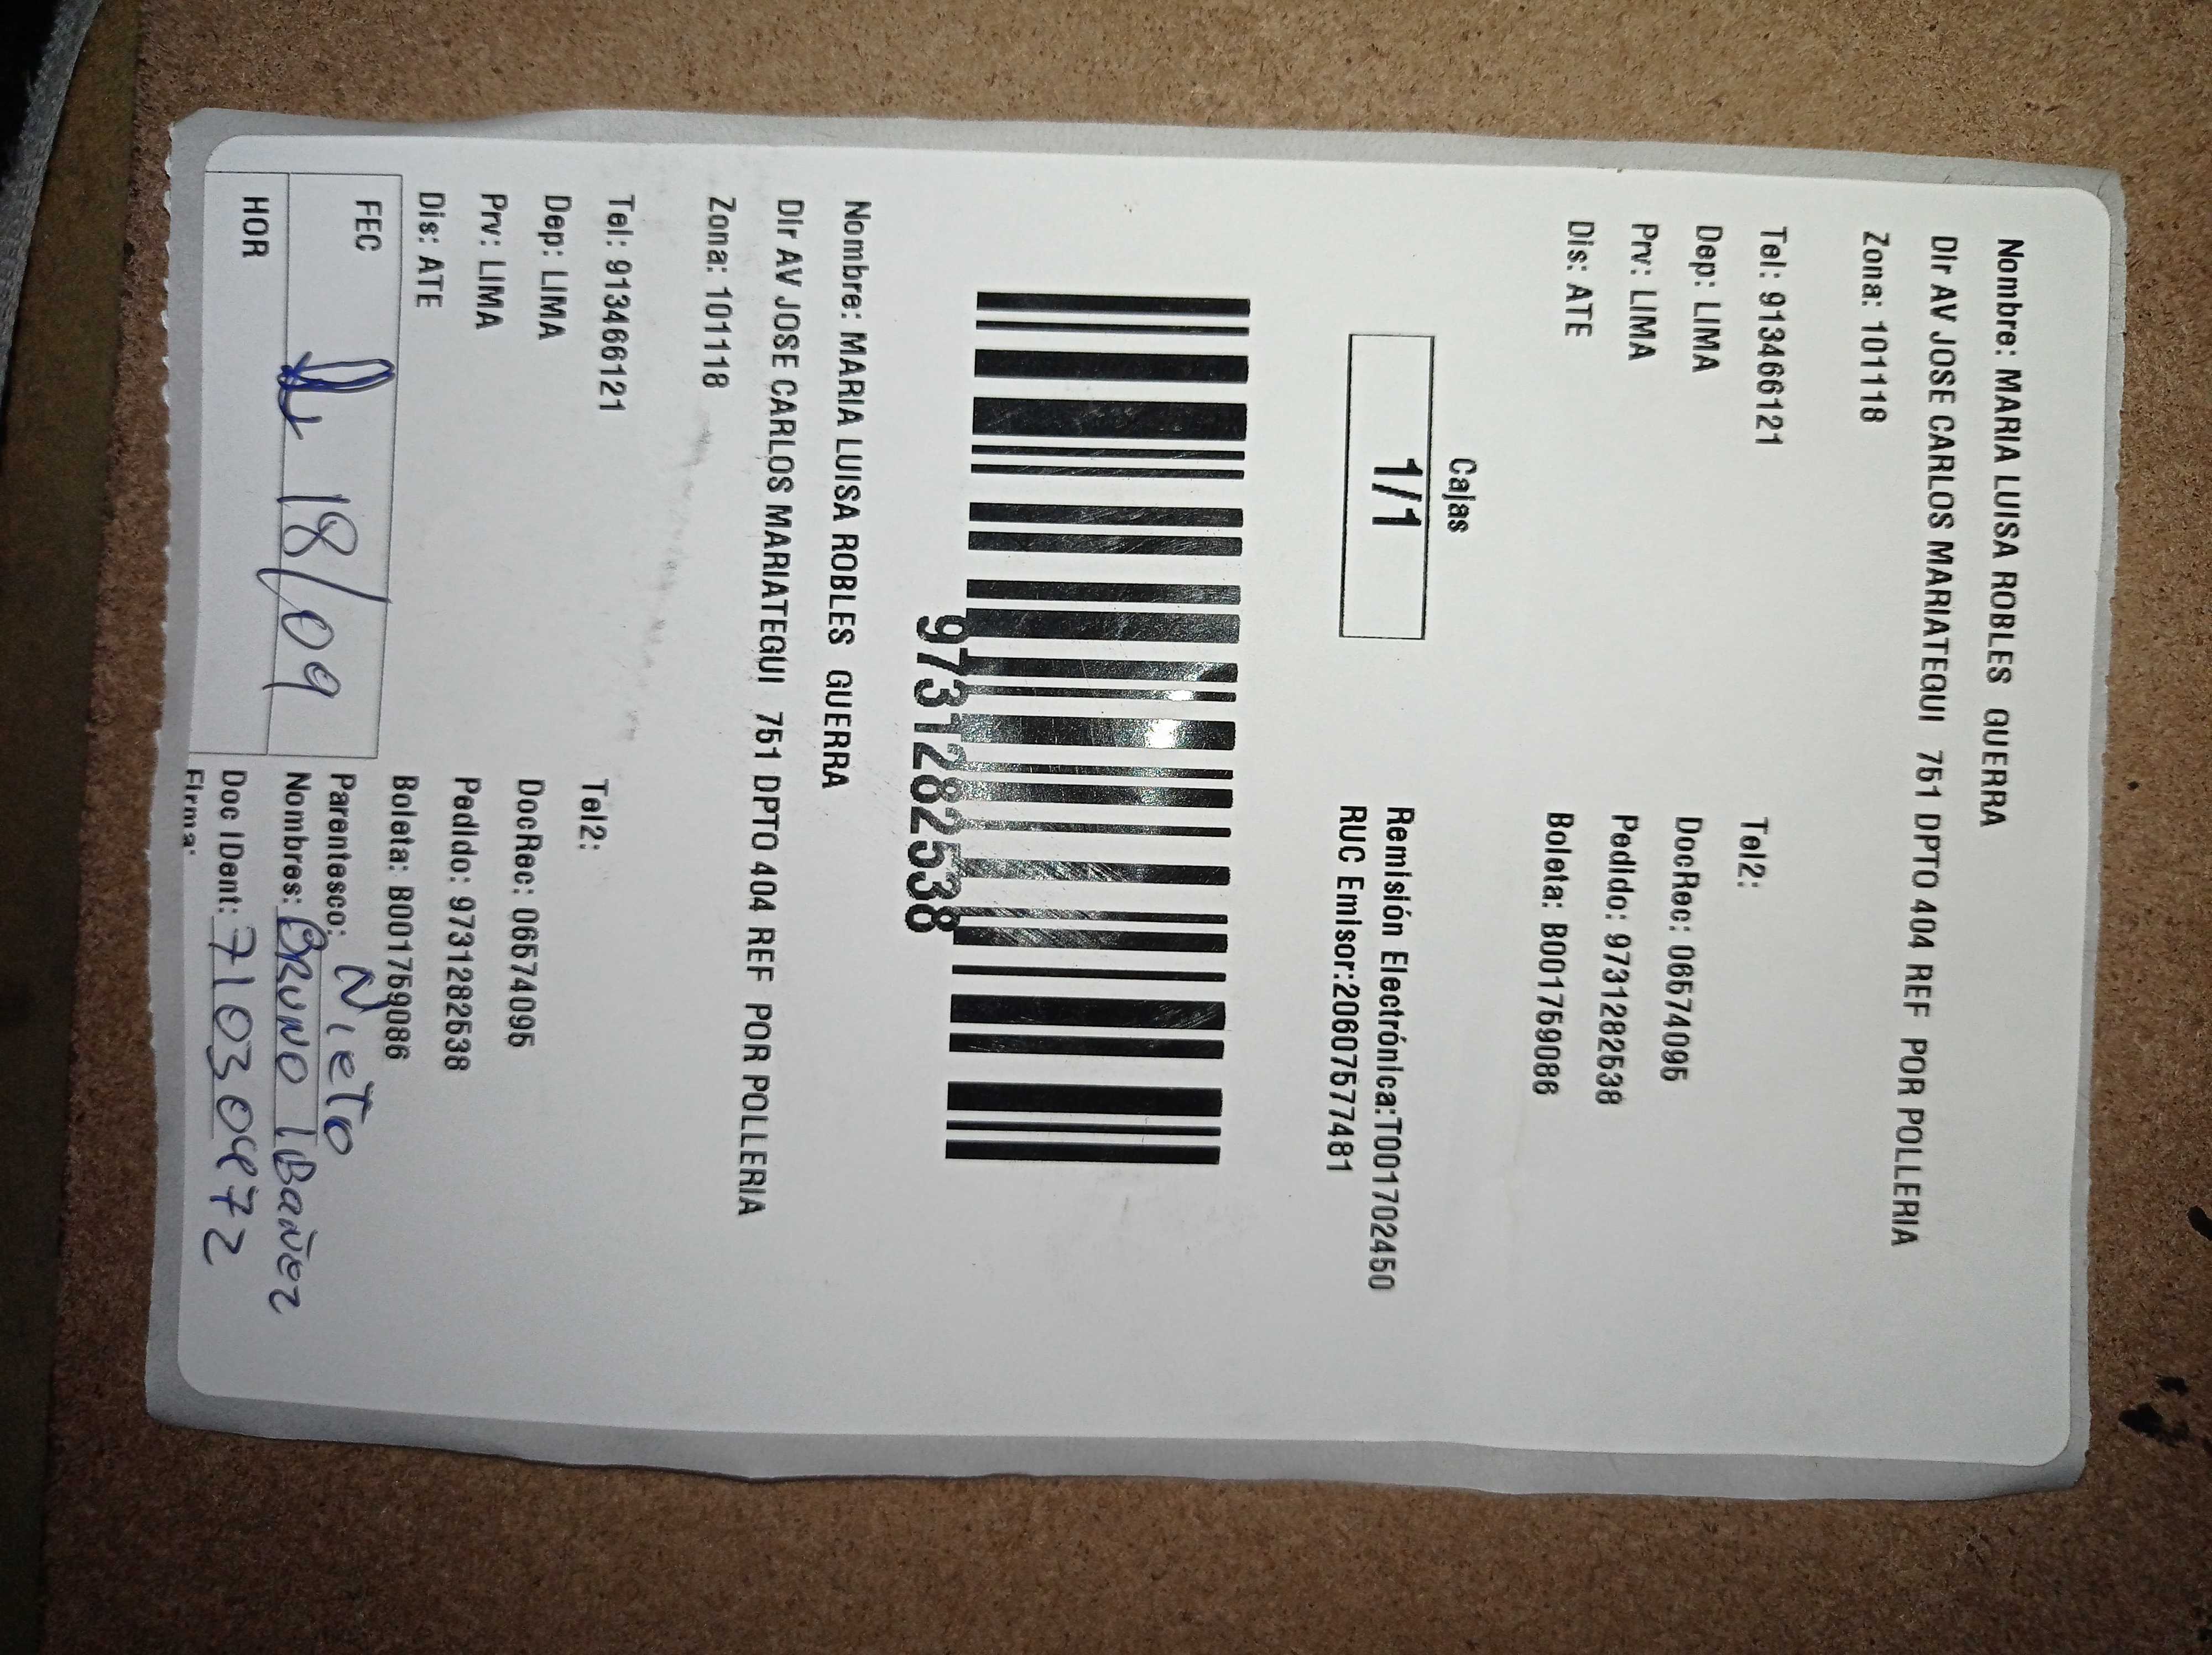 Nombre: MARIA LUISA ROBLES GUERRA
Dir AV JOSE CARLOS MARIATEGUI 751 DPTO 404 REF POR POLLERIA
Zona: 101118
Tel: 913466121 Tel2:
Dep: LIMA DocRec: 06574095
Prv: LIMA Pedido: 9731282538
Dis: ATE Boleta: B001759086
Cajas
1/1
Remisión Electrónica:T001702450
RUC Emisor:20607577481
9731282538
Nombre: MARIA LUISA ROBLES GUERRA
Dir AV JOSE CARLOS MARIATEGUI 751 DPTO 404 REF POR POLLERIA
Zona: 101118
Tel: 913466121 Tel2:
Dep: LIMA DocRec: 06574095
Prv: LIMA Pedido: 9731282538
Dis: ATE Boleta: B001759086
FEC 18/09 Parentesco: NIETO
Nombres: BRUNO IBAÑEZ
HOR Doc IDent: 71030472
Firma: